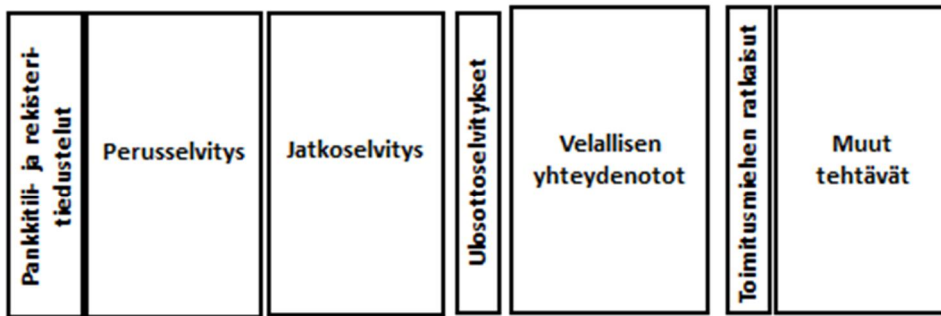 Pankkitili- ja rekisteri-
tiedustelut
Perusselvitys
Jatkoselvitys
Ulosottoselvitykset
Velallisen
yhteydenotot
Toimitusmiehen ratkaisut
Muut
tehtävät